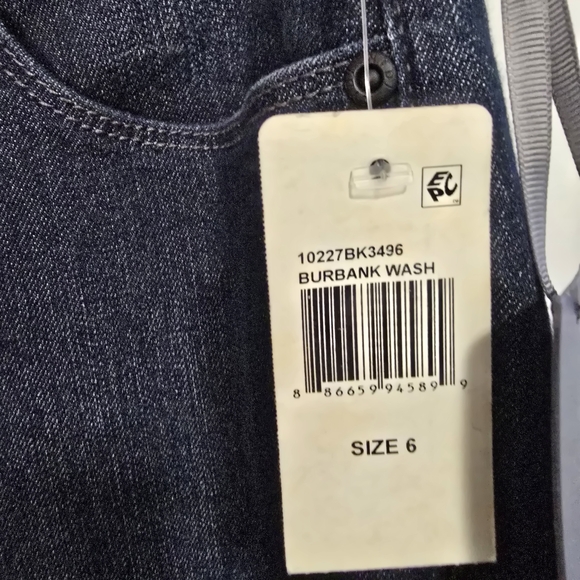 EPC
10227BK3496
BURBANK WASH
8 86659 94589 9
SIZE 6